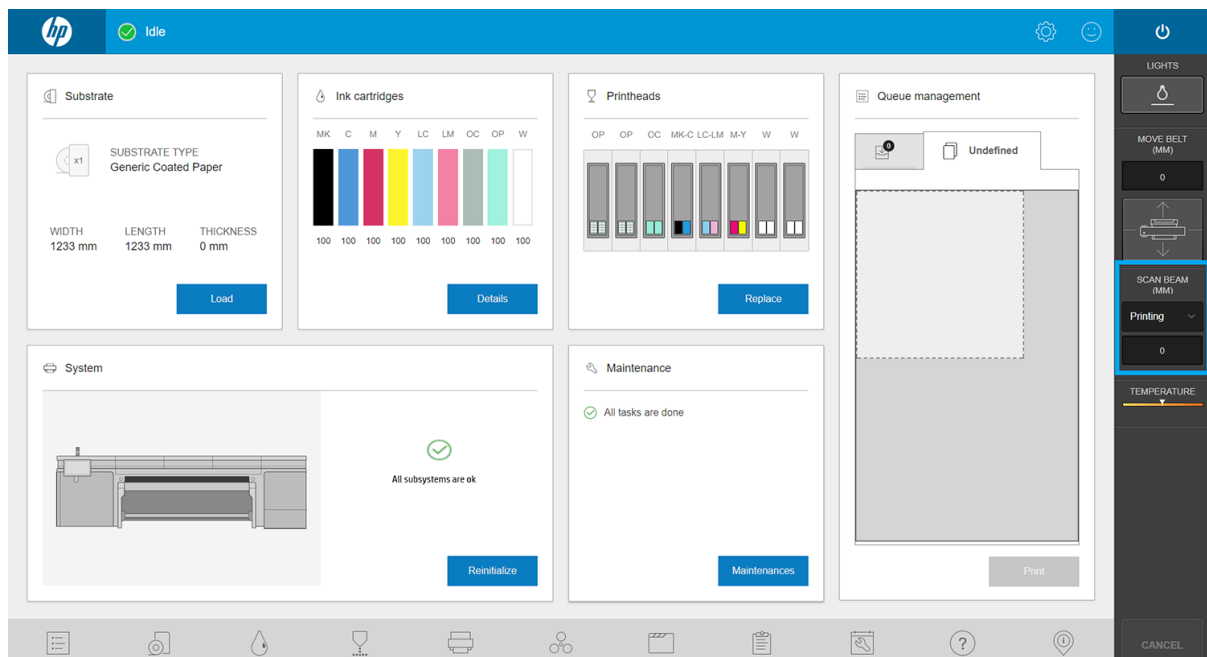 hp
Idle
LIGHTS
MOVE BELT
(MM)
0
SCAN BEAM
(MM)
Printing
0
TEMPERATURE
CANCEL
Substrate
x1
SUBSTRATE TYPE
Generic Coated Paper
WIDTH LENGTH THICKNESS
1233 mm 1233 mm 0 mm
Load
Ink cartridges
MK C M Y LC LM OC OP W
100 100 100 100 100 100 100 100 100
Details
Printheads
OP OP OC MK-C LC-LM M-Y W W
Replace
Queue management
0
Undefined
Print
System
All subsystems are ok
Reinitialize
Maintenance
All tasks are done
Maintenances